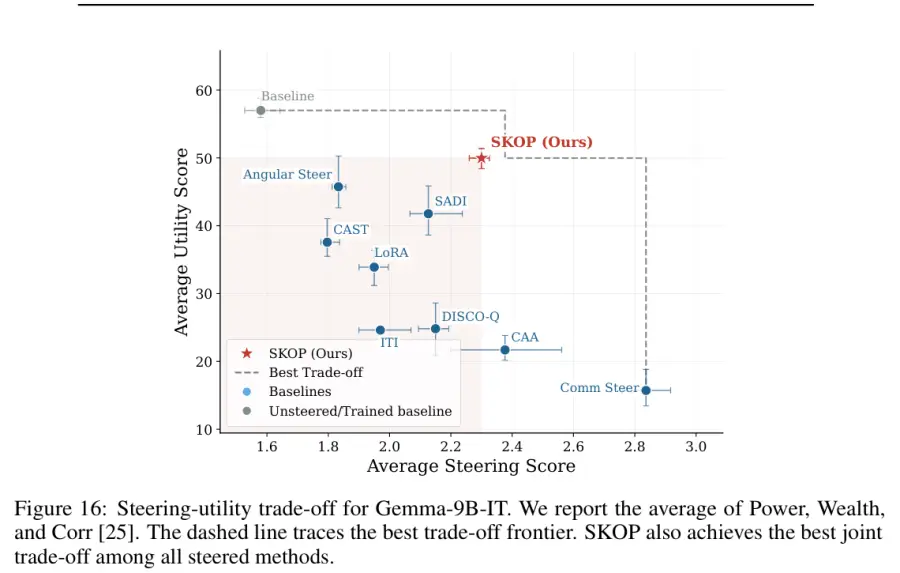 60
50
40
30
20
10
Average Utility Score
Baseline
SKOP (Ours)
Angular Steer
SADI
CAST
LoRA
DISCO-Q
ITI
CAA
Comm Steer
SKOP (Ours)
Best Trade-off
Baselines
Unsteered/Trained baseline
1.6 1.8 2.0 2.2 2.4 2.6 2.8 3.0
Average Steering Score
Figure 16: Steering-utility trade-off for Gemma-9B-IT. We report the average of Power, Wealth,
and Corr [25]. The dashed line traces the best trade-off frontier. SKOP also achieves the best joint
trade-off among all steered methods.